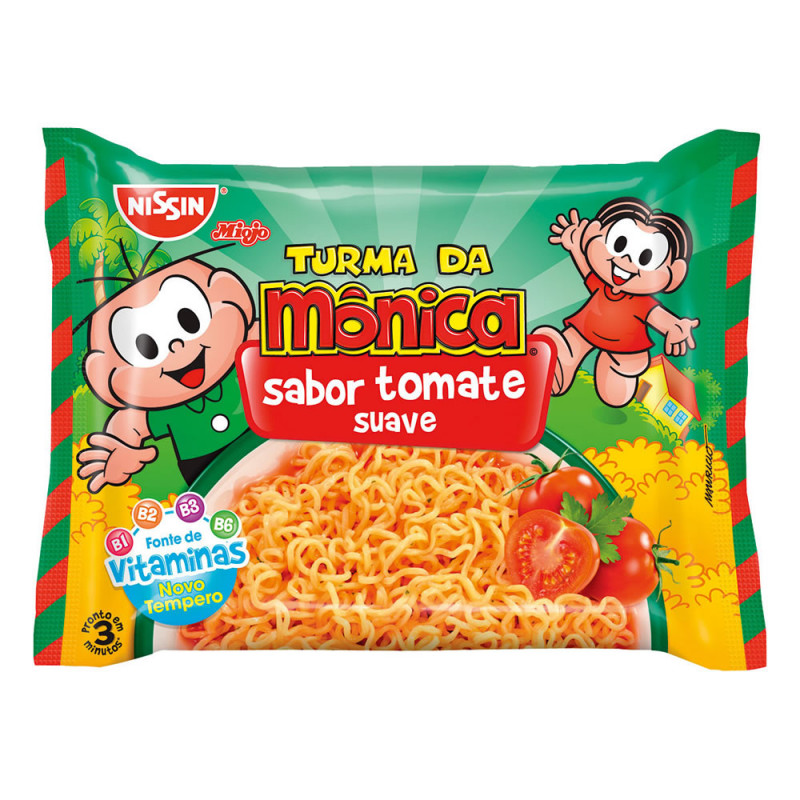 NISSIN
Miojo
TURMA DA
Mônica
sabor tomate
suave
B1 B2 B3 B6
Fonte de
Vitaminas
Novo
Tempero
Pronto em
3
minutos*
MAURICIO